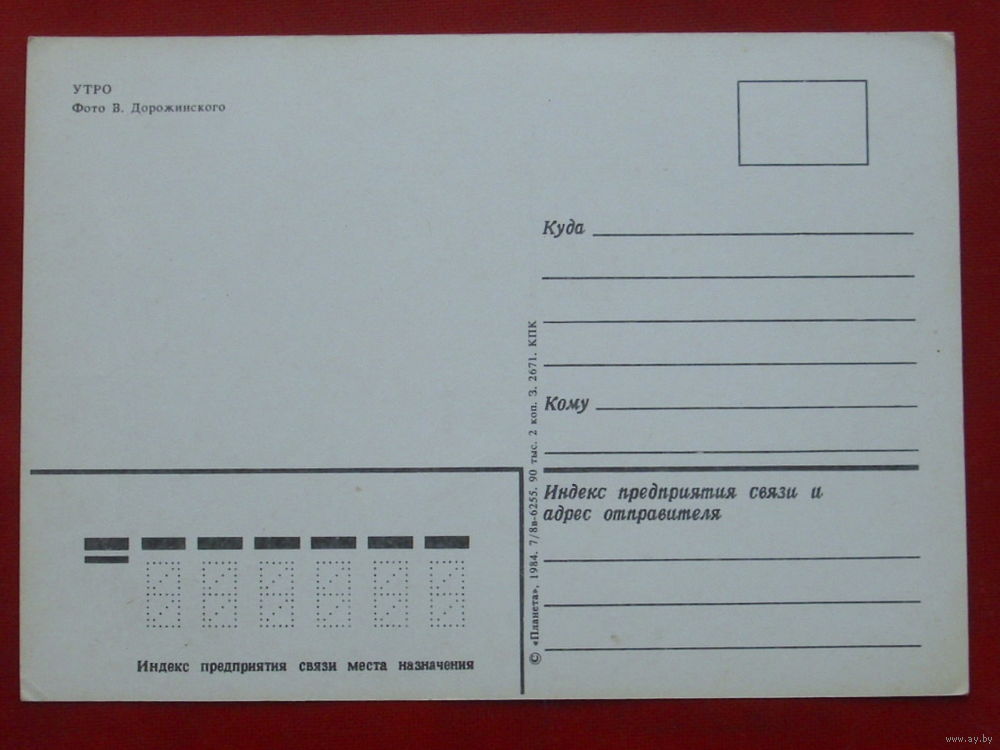 УТРО
Фото В. Дорожинского
Куда
Кому
Индекс предприятия связи и
адрес отправителя
© «Планета», 1984. 7/8в-6255. 90 тыс. 2 коп. З. 2671. КПК
Индекс предприятия связи места назначения
www.ay.by